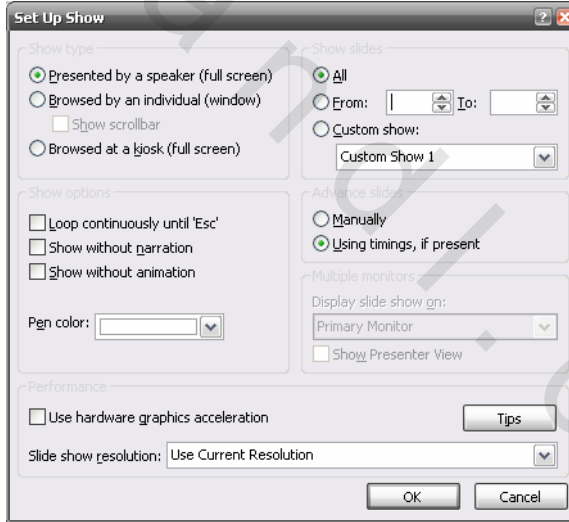 Set Up Show
Show type
Presented by a speaker (full screen)
Browsed by an individual (window)
Show scrollbar
Browsed at a kiosk (full screen)
Show slides
All
From: To:
Custom show:
Custom Show 1
Show options
Loop continuously until 'Esc'
Show without narration
Show without animation
Pen color:
Advance slides
Manually
Using timings, if present
Multiple monitors
Display slide show on:
Primary Monitor
Show Presenter View
Performance
Use hardware graphics acceleration
Tips
Slide show resolution: Use Current Resolution
OK Cancel